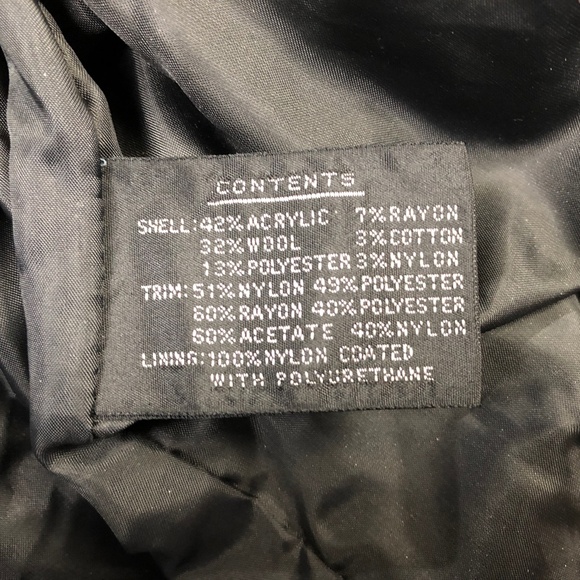 CONTENTS
SHELL:42%ACRYLIC 7%RAYON
32%WOOL 3%COTTON
13%POLYESTER 3%NYLON
TRIM:51%NYLON 49%POLYESTER
60%RAYON 40%POLYESTER
60%ACETATE 40%NYLON
LINING:100%NYLON COATED
WITH POLYURETHANE